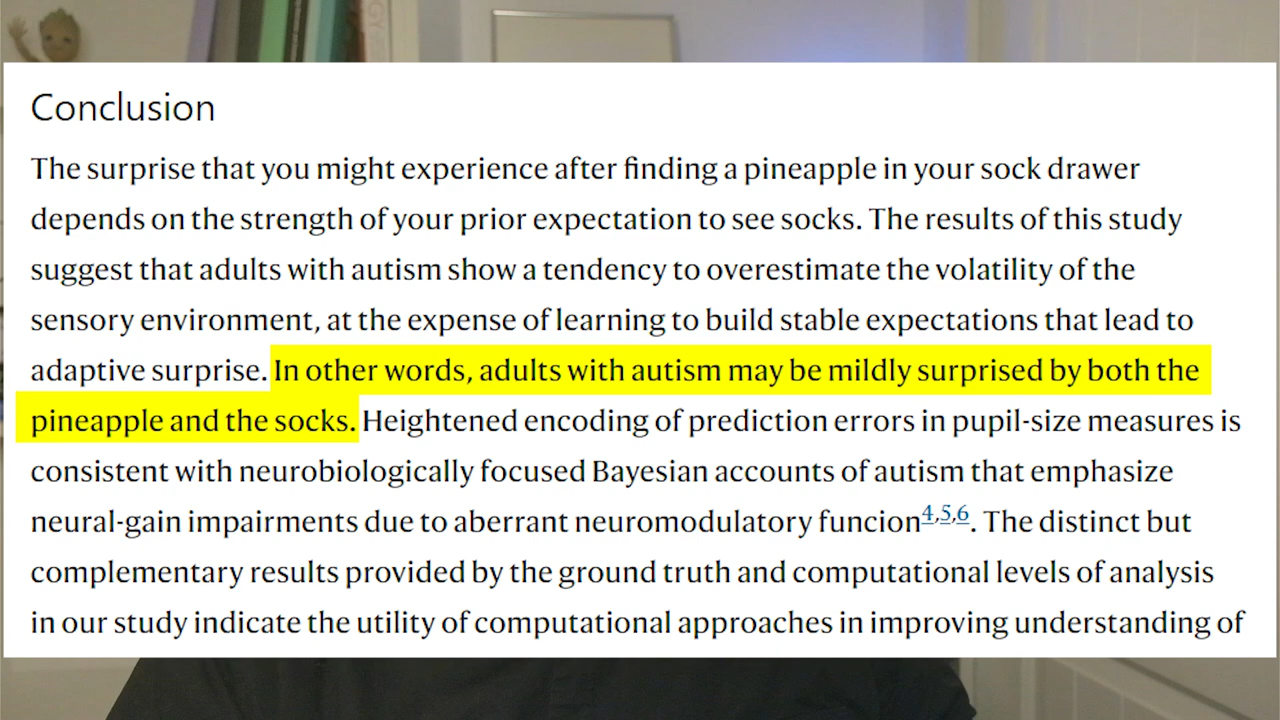 Conclusion
The surprise that you might experience after finding a pineapple in your sock drawer
depends on the strength of your prior expectation to see socks. The results of this study
suggest that adults with autism show a tendency to overestimate the volatility of the
sensory environment, at the expense of learning to build stable expectations that lead to
adaptive surprise. In other words, adults with autism may be mildly surprised by both the
pineapple and the socks. Heightened encoding of prediction errors in pupil-size measures is
consistent with neurobiologically focused Bayesian accounts of autism that emphasize
neural-gain impairments due to aberrant neuromodulatory funcion4,5,6. The distinct but
complementary results provided by the ground truth and computational levels of analysis
in our study indicate the utility of computational approaches in improving understanding of